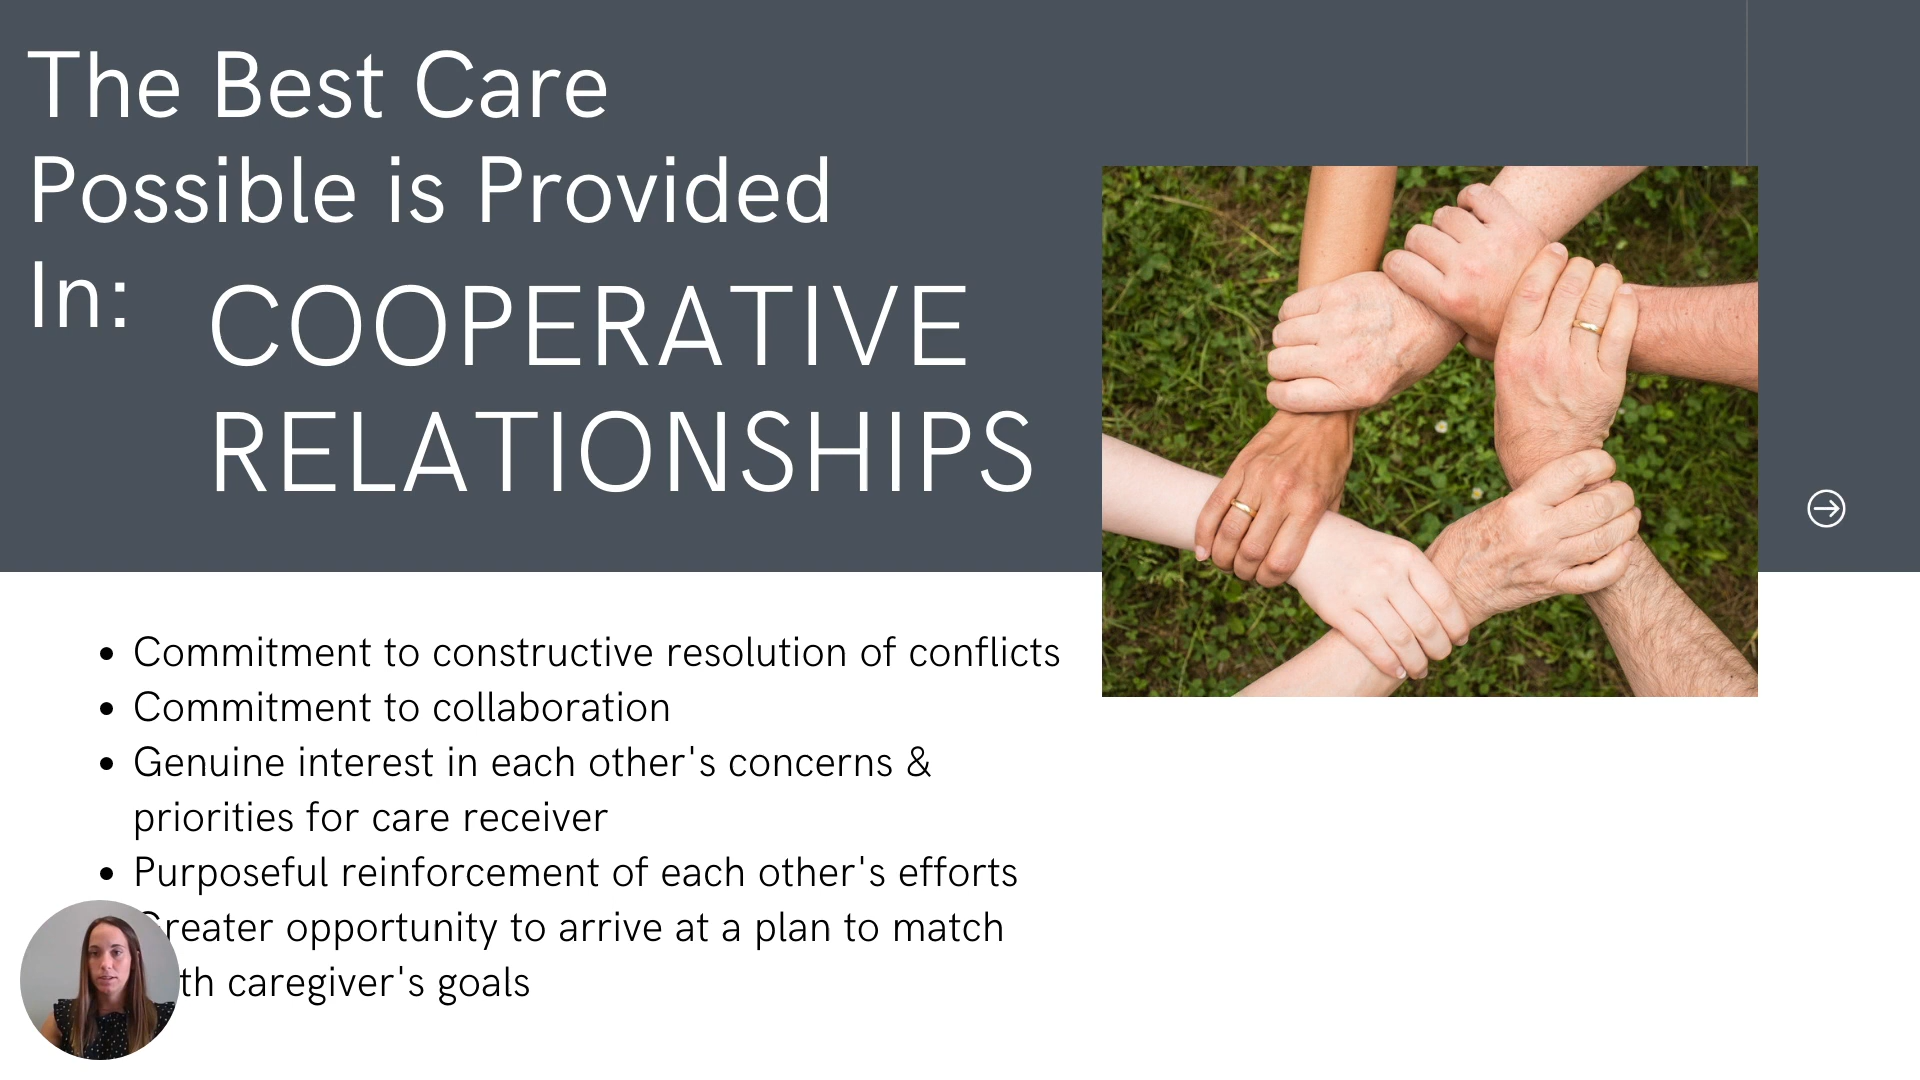 The Best Care
Possible is Provided
In:
COOPERATIVE
RELATIONSHIPS
• Commitment to constructive resolution of conflicts
• Commitment to collaboration
• Genuine interest in each other's concerns &
priorities for care receiver
• Purposeful reinforcement of each other's efforts
Greater opportunity to arrive at a plan to match
caregiver's goals